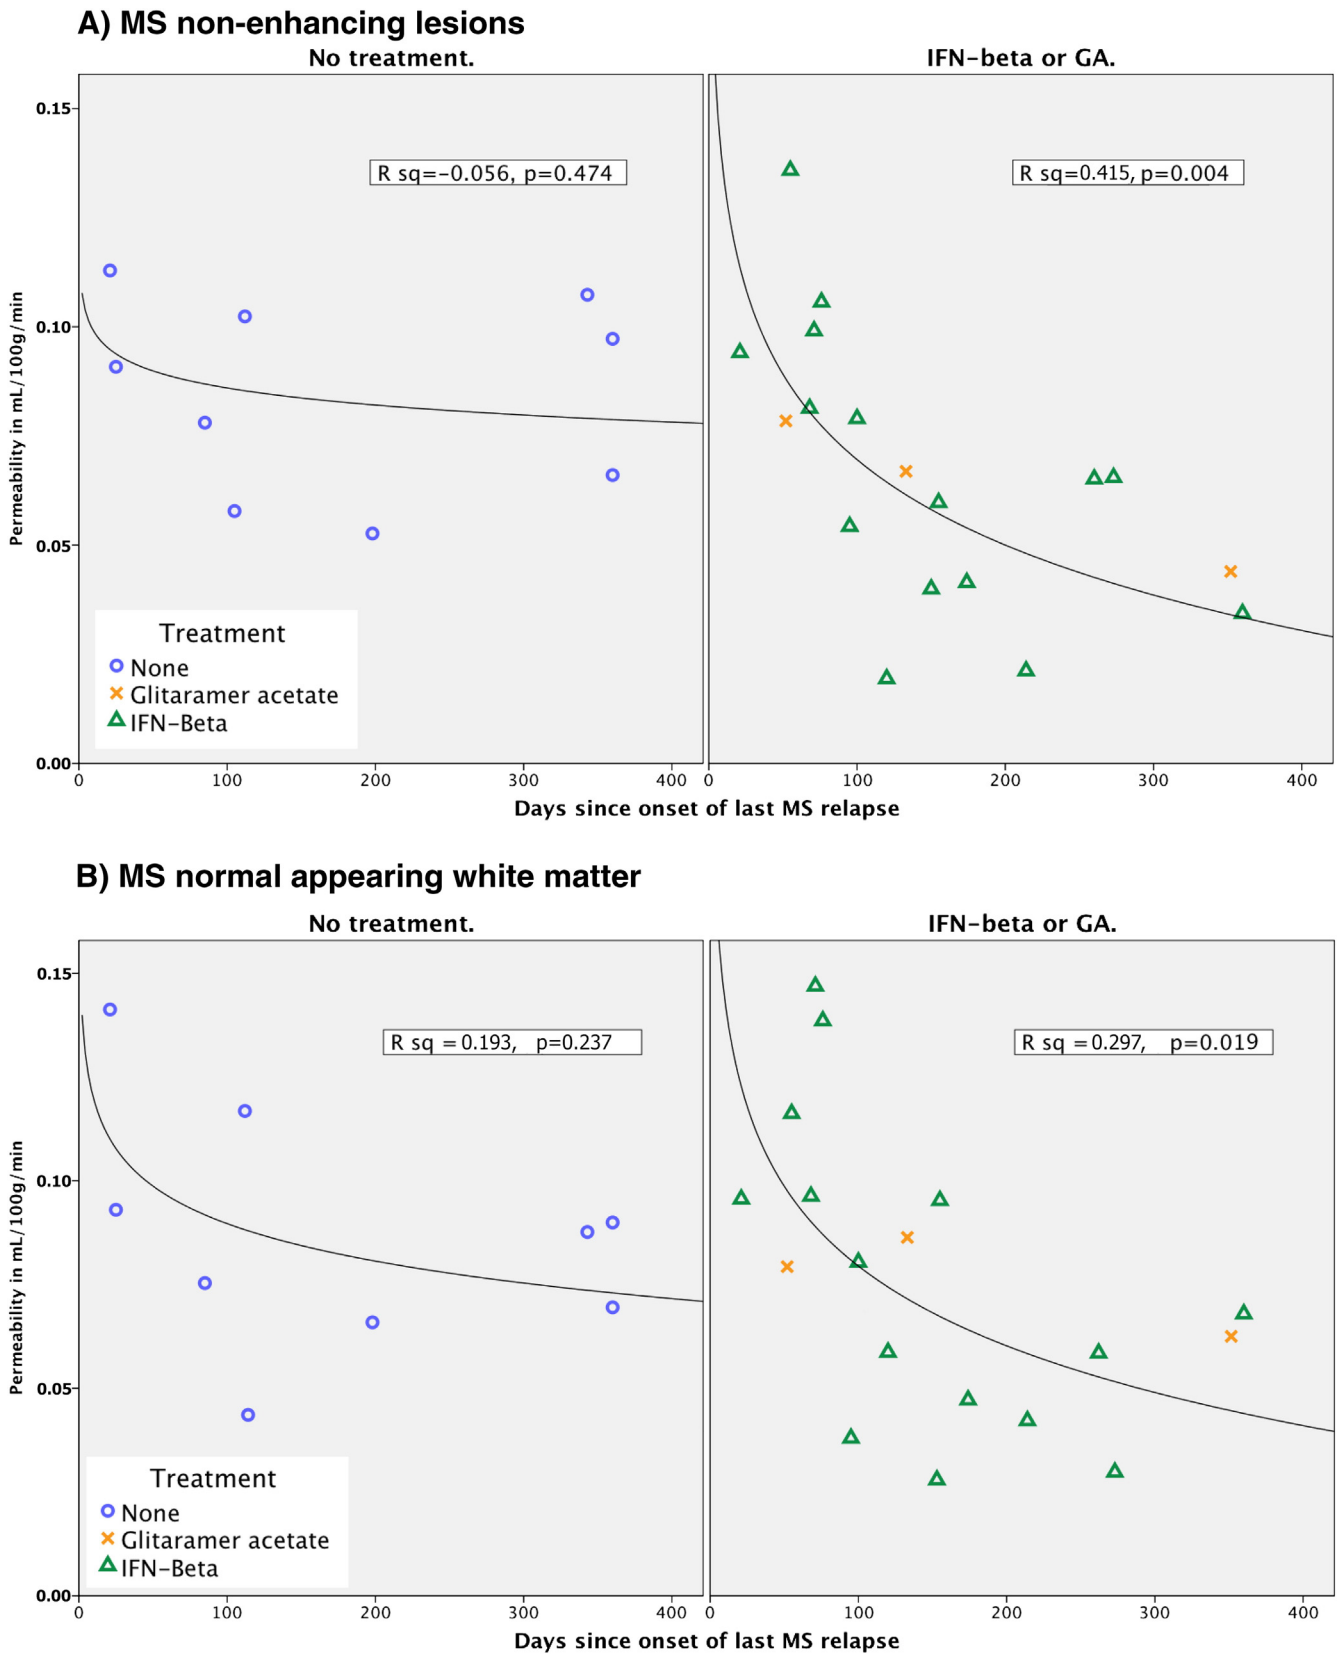 A) MS non-enhancing lesions
No treatment.
IFN-beta or GA.
Permeability in mL/100g/min
0.15
0.10
0.05
0.00
R sq=-0.056, p=0.474
R sq=0.415, p=0.004
Treatment
None
Glitaramer acetate
IFN-Beta
0 100 200 300 400
0 100 200 300 400
Days since onset of last MS relapse
B) MS normal appearing white matter
No treatment.
IFN-beta or GA.
Permeability in mL/100g/min
0.15
0.10
0.05
0.00
R sq = 0.193, p=0.237
R sq = 0.297, p=0.019
Treatment
None
Glitaramer acetate
IFN-Beta
0 100 200 300 400
0 100 200 300 400
Days since onset of last MS relapse